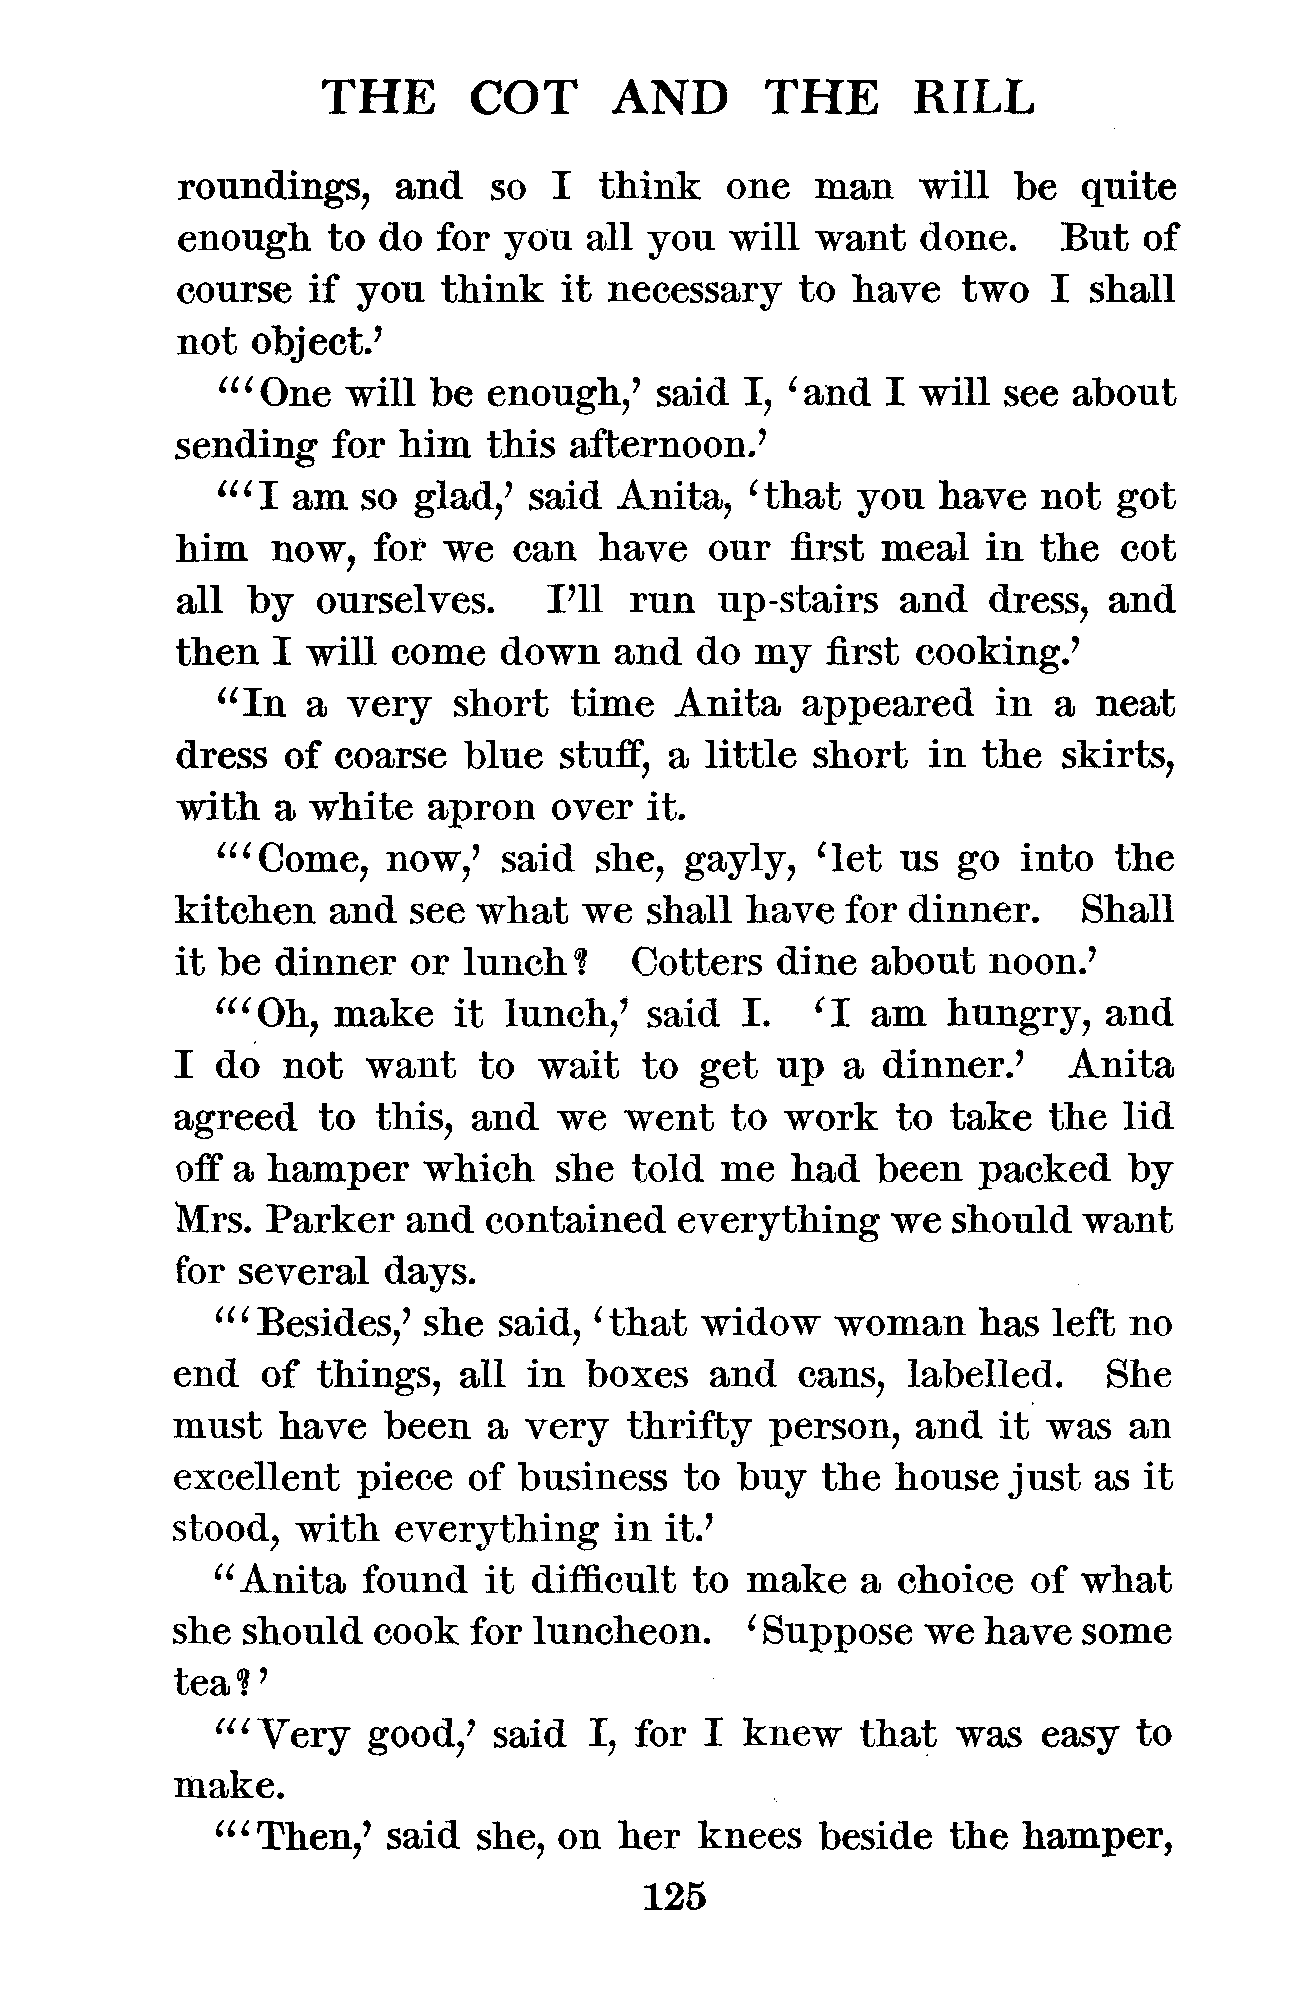 THE COT AND THE RILL
roundings, and so I think one man will be quite
enough to do for you all you will want done. But of
course if you think it necessary to have two I shall
not object.’
“‘One will be enough,’ said I, ‘and I will see about
sending for him this afternoon.’
“‘I am so glad,’ said Anita, ‘that you have not got
him now, for we can have our first meal in the cot
all by ourselves. I’ll run up-stairs and dress, and
then I will come down and do my first cooking.’
“In a very short time Anita appeared in a neat
dress of coarse blue stuff, a little short in the skirts,
with a white apron over it.
“‘Come, now,’ said she, gayly, ‘let us go into the
kitchen and see what we shall have for dinner. Shall
it be dinner or lunch? Cotters dine about noon.’
“‘Oh, make it lunch,’ said I. ‘I am hungry, and
I do not want to wait to get up a dinner.’ Anita
agreed to this, and we went to work to take the lid
off a hamper which she told me had been packed by
Mrs. Parker and contained everything we should want
for several days.
“‘Besides,’ she said, ‘that widow woman has left no
end of things, all in boxes and cans, labelled. She
must have been a very thrifty person, and it was an
excellent piece of business to buy the house just as it
stood, with everything in it.’
“Anita found it difficult to make a choice of what
she should cook for luncheon. ‘Suppose we have some
tea?’
“‘Very good,’ said I, for I knew that was easy to
make.
“‘Then,’ said she, on her knees beside the hamper,
125